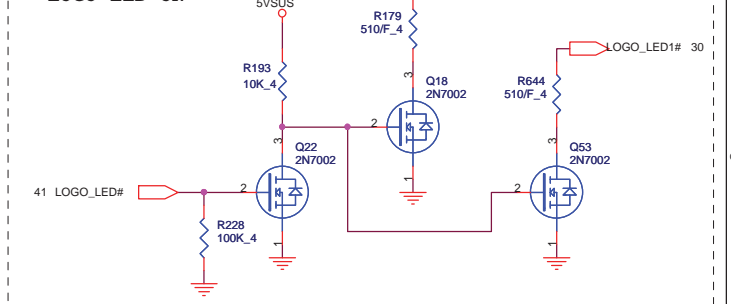 5VSUS
R179
510/F_4
LOGO_LED1# 30
R193
10K_4
3
Q18
2N7002
R644
510/F_4
2
1
3
Q22
2N7002
3
Q53
2N7002
41 LOGO_LED#
2
2
R228
100K_4
1
1